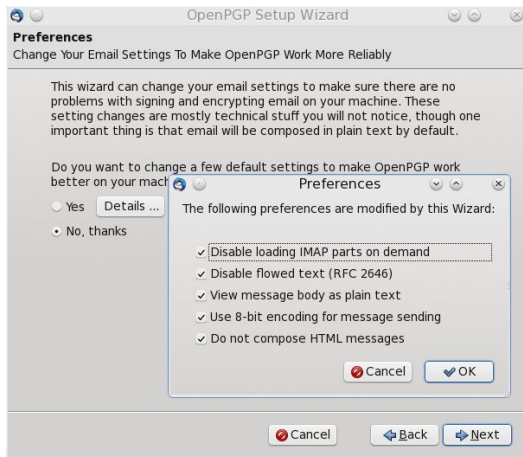 OpenPGP Setup Wizard
Preferences
Change Your Email Settings To Make OpenPGP Work More Reliably
This wizard can change your email settings to make sure there are no
problems with signing and encrypting email on your machine. These
setting changes are mostly technical stuff you will not notice, though one
important thing is that email will be composed in plain text by default.
Do you want to change a few default settings to make OpenPGP work
better on your mach
Yes Details ...
No, thanks
Preferences
The following preferences are modified by this Wizard:
Disable loading IMAP parts on demand
Disable flowed text (RFC 2646)
View message body as plain text
Use 8-bit encoding for message sending
Do not compose HTML messages
Cancel OK
Cancel Back Next